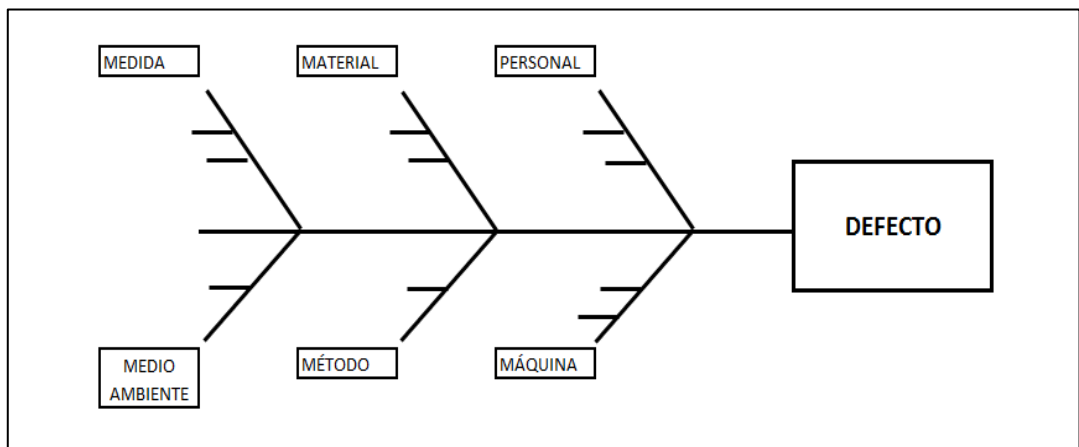 MEDIDA
MATERIAL
PERSONAL
DEFECTO
MEDIO
AMBIENTE
MÉTODO
MÁQUINA